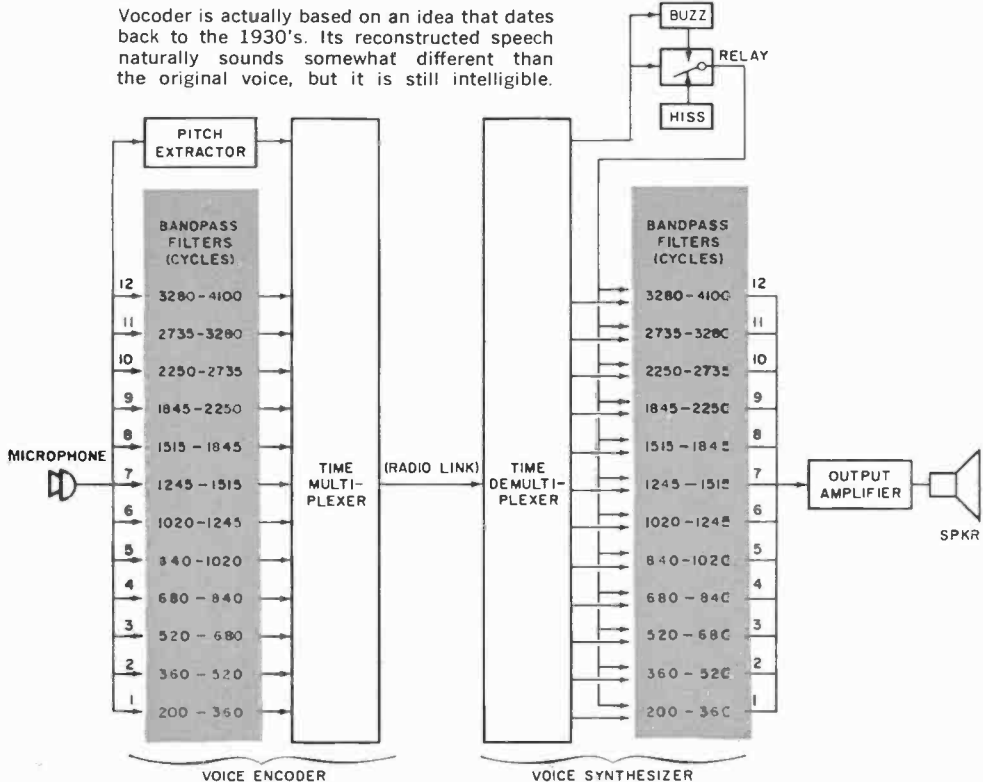 Vocoder is actually based on an idea that dates
back to the 1930's. Its reconstructed speech
naturally sounds somewhat different than
the original voice, but it is still intelligible.
BUZZ
RELAY
HISS
PITCH
EXTRACTOR
BANDPASS
FILTERS
(CYCLES)
12 3280-4100
11 2735-3280
10 2250-2735
9 1845-2250
8 1515-1845
7 1245-1515
6 1020-1245
5 840-1020
4 680-840
3 520-680
2 360-520
1 200-360
MICROPHONE
TIME
MULTI-
PLEXER
(RADIO LINK)
TIME
DEMULTI-
PLEXER
BANDPASS
FILTERS
(CYCLES)
3280-4100 12
2735-3280 11
2250-2735 10
1845-2250 9
1515-1845 8
1245-1515 7
1020-1245 6
840-1020 5
680-840 4
520-680 3
360-520 2
200-360 1
OUTPUT
AMPLIFIER
SPKR
VOICE ENCODER
VOICE SYNTHESIZER